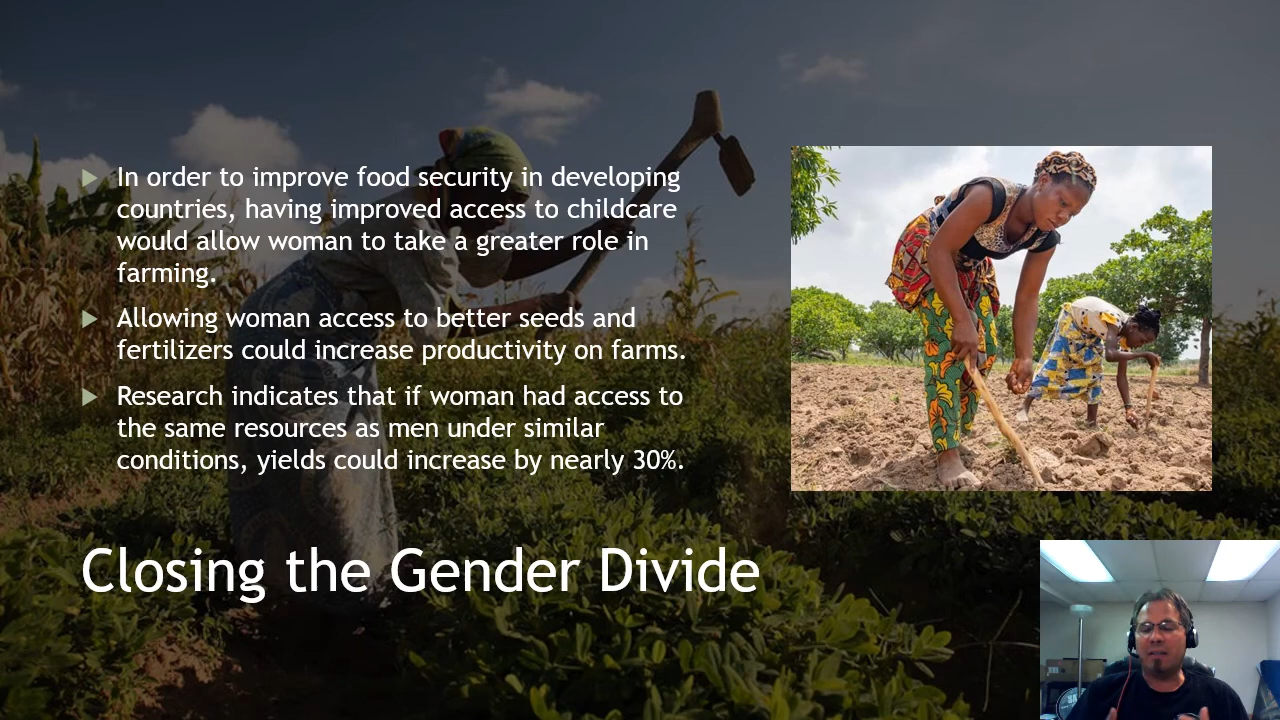 In order to improve food security in developing
countries, having improved access to childcare
would allow woman to take a greater role in
farming.
Allowing woman access to better seeds and
fertilizers could increase productivity on farms.
Research indicates that if woman had access to
the same resources as men under similar
conditions, yields could increase by nearly 30%.
Closing the Gender Divide